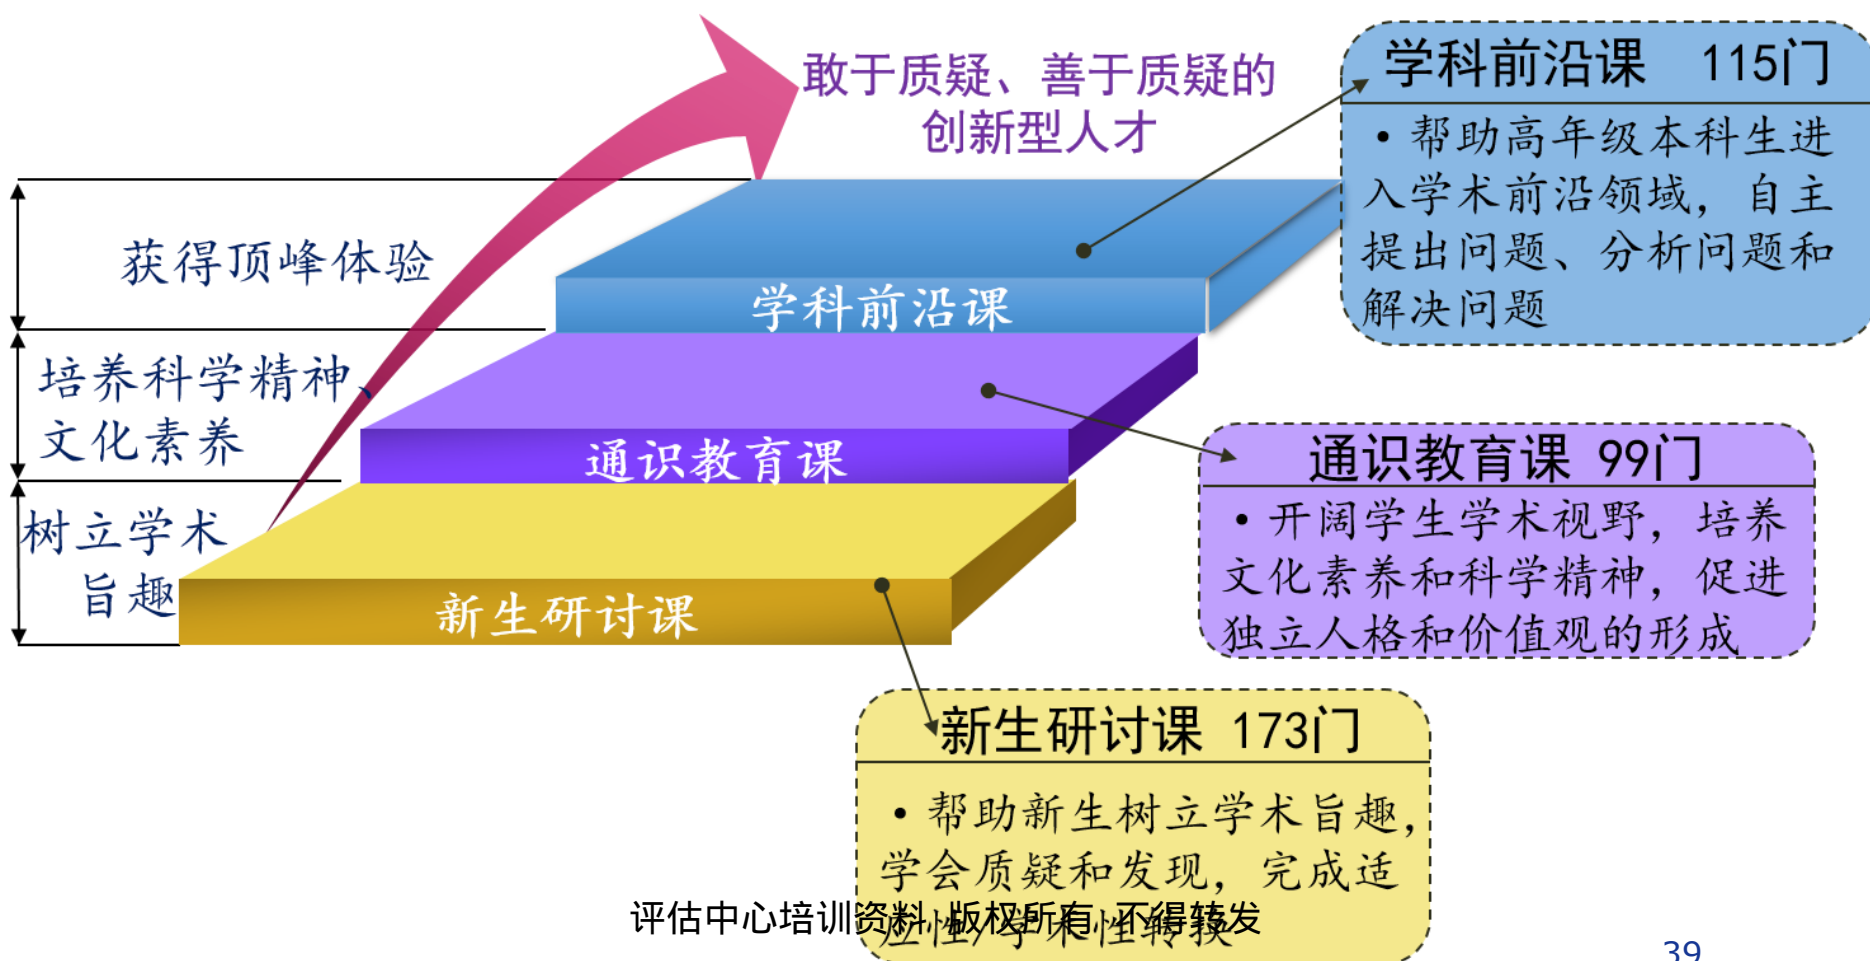 敢于质疑、善于质疑的
创新型人才
学科前沿课 115门
• 帮助高年级本科生进
入学术前沿领域，自主
提出问题、分析问题和
解决问题
获得顶峰体验
学科前沿课
培养科学精神、
文化素养
通识教育课
通识教育课 99门
• 开阔学生学术视野，培养
文化素养和科学精神，促进
独立人格和价值观的形成
树立学术
旨趣
新生研讨课
新生研讨课 173门
• 帮助新生树立学术旨趣，
学会质疑和发现，完成适
应性/学术性转换
评估中心培训资料 版权所有 不得转发
39